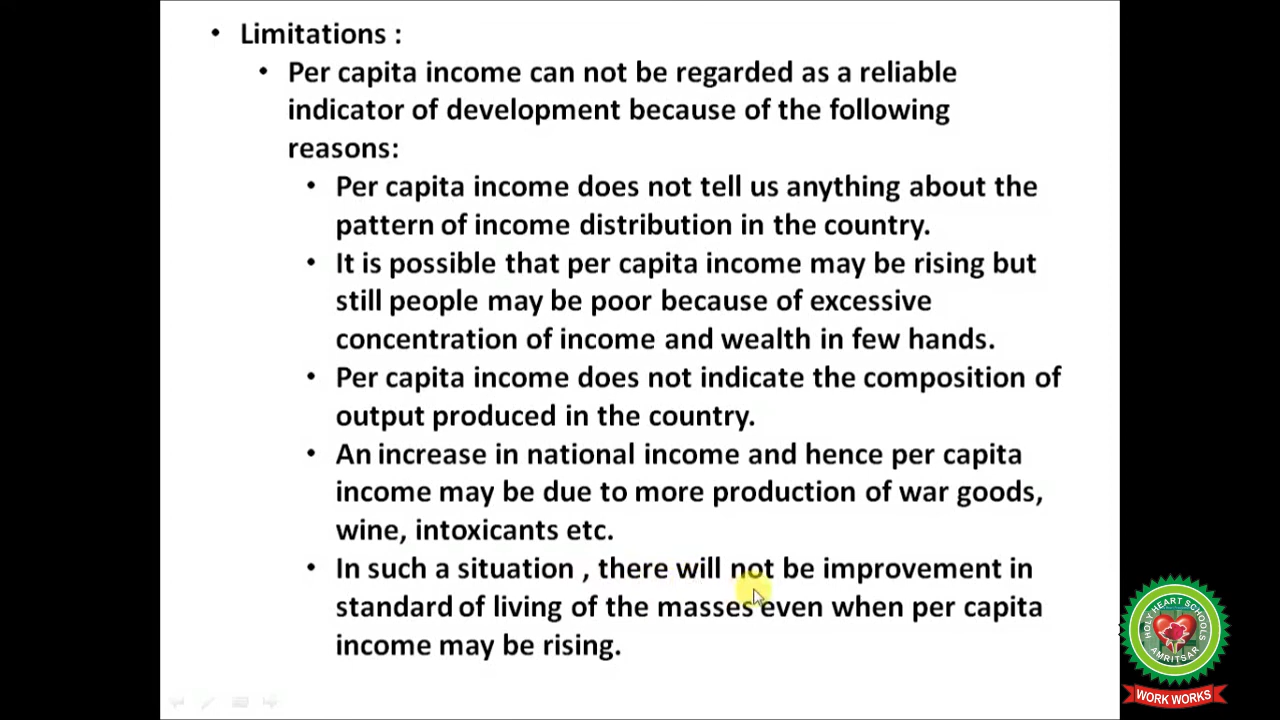 • Limitations :
• Per capita income can not be regarded as a reliable
indicator of development because of the following
reasons:
• Per capita income does not tell us anything about the
pattern of income distribution in the country.
• It is possible that per capita income may be rising but
still people may be poor because of excessive
concentration of income and wealth in few hands.
• Per capita income does not indicate the composition of
output produced in the country.
• An increase in national income and hence per capita
income may be due to more production of war goods,
wine, intoxicants etc.
• In such a situation , there will not be improvement in
standard of living of the masses even when per capita
income may be rising.
HOLY HEART SCHOOLS
AMRITSAR
WORK WORKS